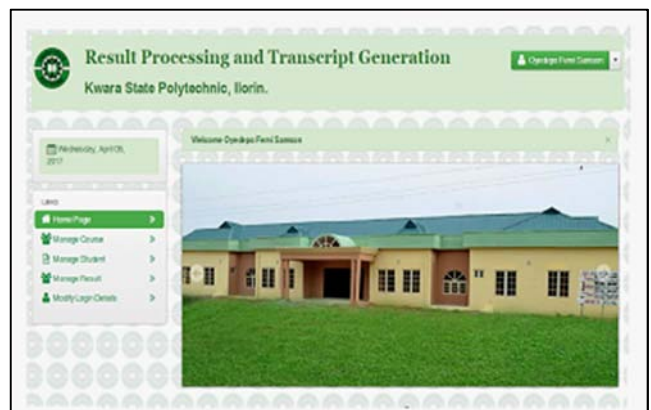 Result Processing and Transcript Generation
Kwara State Polytechnic, Ilorin.
Oyedepo Femi Samson
Wednesday, April 05,
2017
Welcome Oyedepo Femi Samson
×
Links
Home Page
Manage Course
Manage Student
Manage Result
Modify Login Details